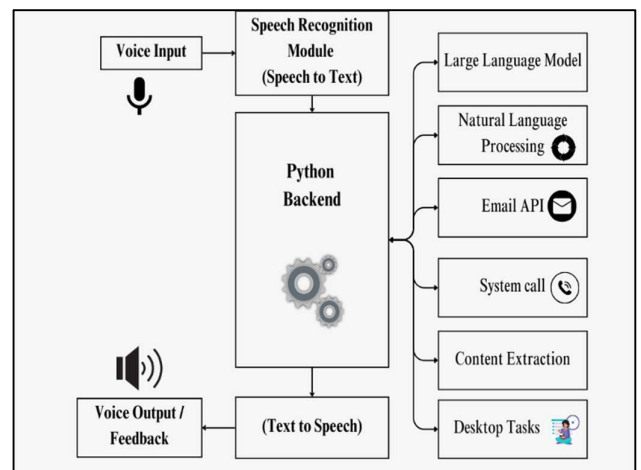 Voice Input
Speech Recognition
Module
(Speech to Text)
Python
Backend
(Text to Speech)
Voice Output /
Feedback
Large Language Model
Natural Language
Processing
Email API
System call
Content Extraction
Desktop Tasks